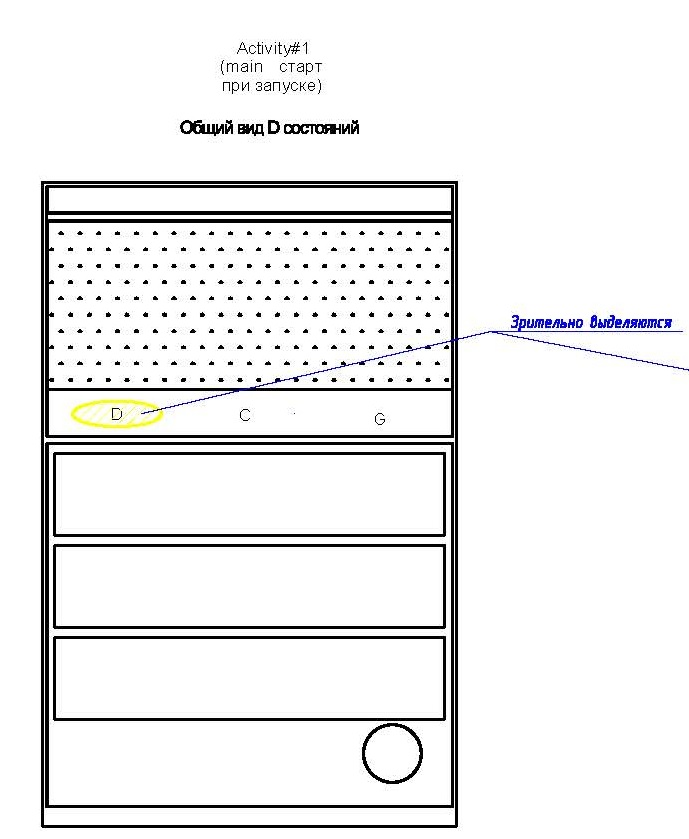 Activity#1
(main старт
при запуске)
Общий вид D состояний
Зрительно выделяются
D C G